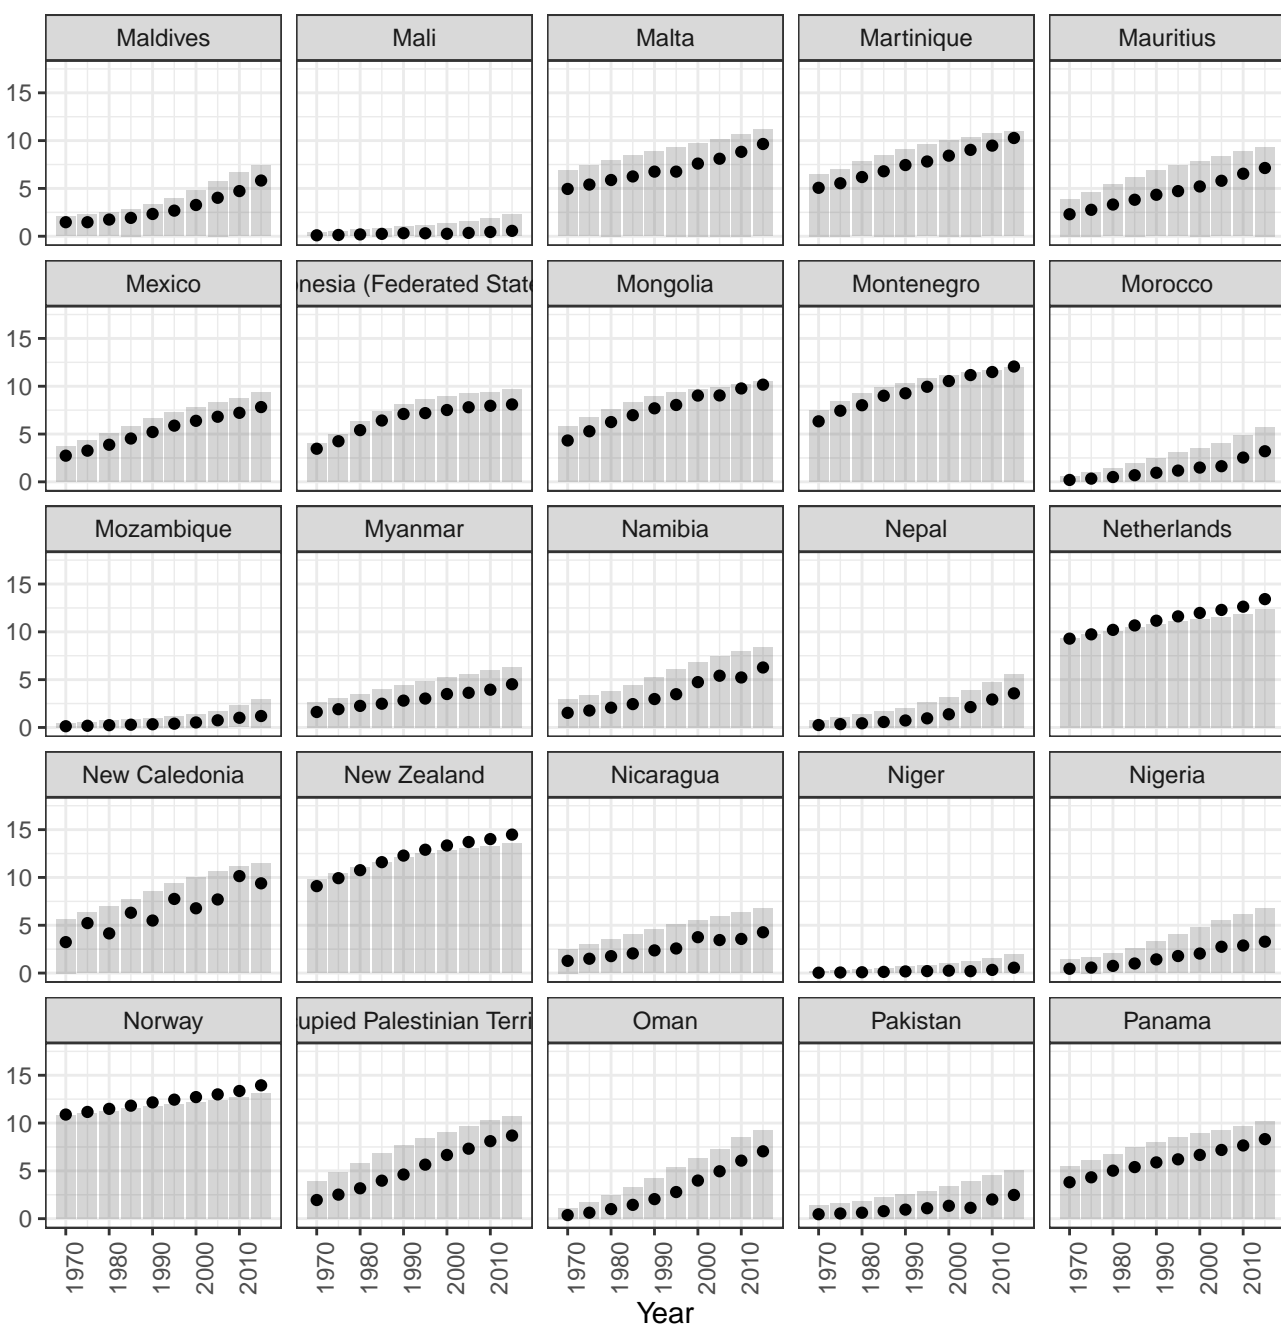 Maldives Mali Malta Martinique Mauritius
15
10
5
0
Mexico onesia (Federated State Mongolia Montenegro Morocco
15
10
5
0
Mozambique Myanmar Namibia Nepal Netherlands
15
10
5
0
New Caledonia New Zealand Nicaragua Niger Nigeria
15
10
5
0
Norway upied Palestinian Terri Oman Pakistan Panama
15
10
5
0
1970 1980 1990 2000 2010 1970 1980 1990 2000 2010 1970 1980 1990 2000 2010 1970 1980 1990 2000 2010 1970 1980 1990 2000 2010
Year